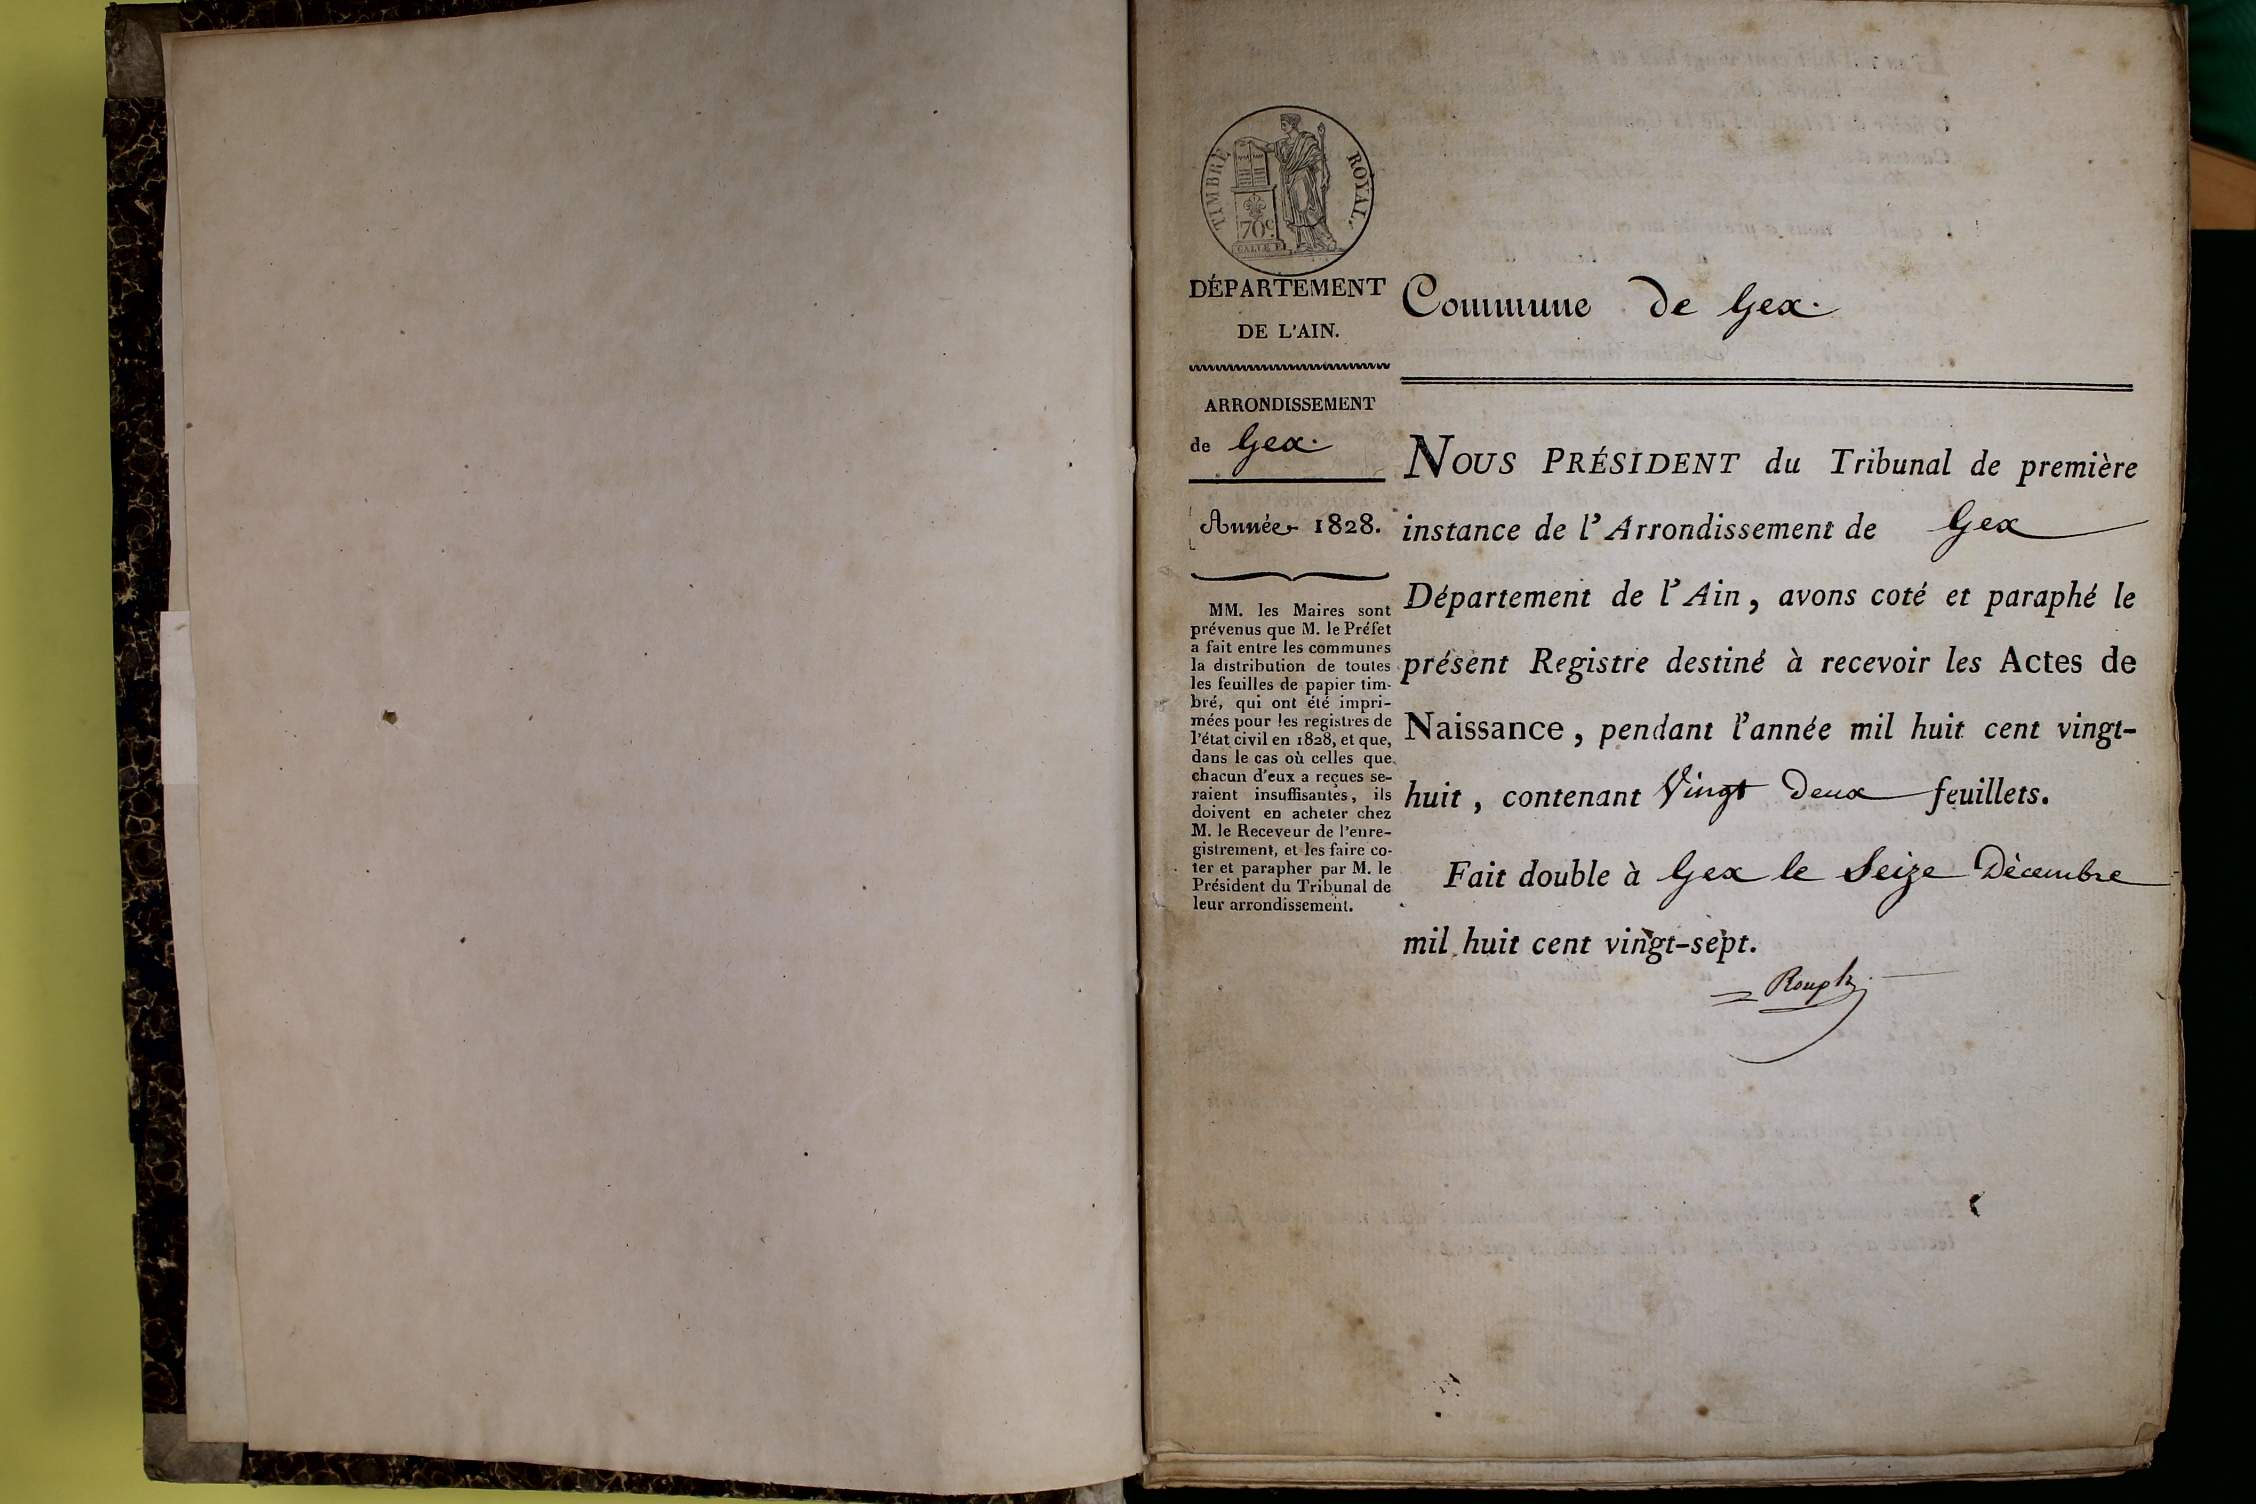 TIMBRE ROYAL.
70c.
DÉPARTEMENT
DE L'AIN.
ARRONDISSEMENT
de Gex.
Année 1828.
MM. les Maires sont
prévenus que M. le Préfet
a fait entre les communes
la distribution de toutes
les feuilles de papier tim-
bré, qui ont été impri-
mées pour les registres de
l'état civil en 1828, et que,
dans le cas où celles que
chacun d'eux a reçues se-
raient insuffisantes, ils
doivent en acheter chez
M. le Receveur de l'enre-
gistrement, et les faire co-
ter et parapher par M. le
Président du Tribunal de
leur arrondissement.
Commune de Gex.
NOUS PRÉSIDENT du Tribunal de première
instance de l'Arrondissement de Gex
Département de l'Ain, avons coté et paraphé le
présent Registre destiné à recevoir les Actes de
Naissance, pendant l'année mil huit cent vingt-
huit, contenant Vingt Deux feuillets.
Fait double à Gex le Seize Décembre
mil huit cent vingt-sept.